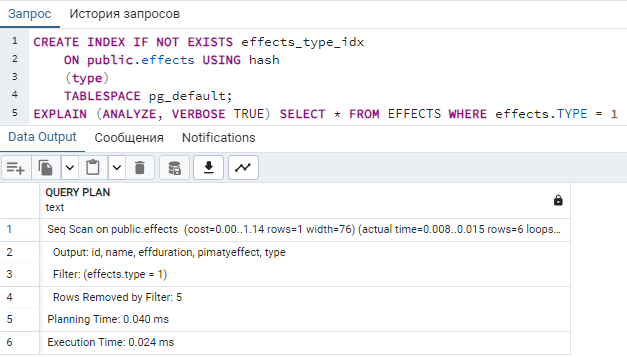 Запрос История запросов
1 CREATE INDEX IF NOT EXISTS effects_type_idx
2 ON public.effects USING hash
3 (type)
4 TABLESPACE pg_default;
5 EXPLAIN (ANALYZE, VERBOSE TRUE) SELECT * FROM EFFECTS WHERE effects.TYPE = 1
Data Output Сообщения Notifications
QUERY PLAN
text
1 Seq Scan on public.effects (cost=0.00..1.14 rows=1 width=76) (actual time=0.008..0.015 rows=6 loops...
2 Output: id, name, effduration, pimatyeffect, type
3 Filter: (effects.type = 1)
4 Rows Removed by Filter: 5
5 Planning Time: 0.040 ms
6 Execution Time: 0.024 ms